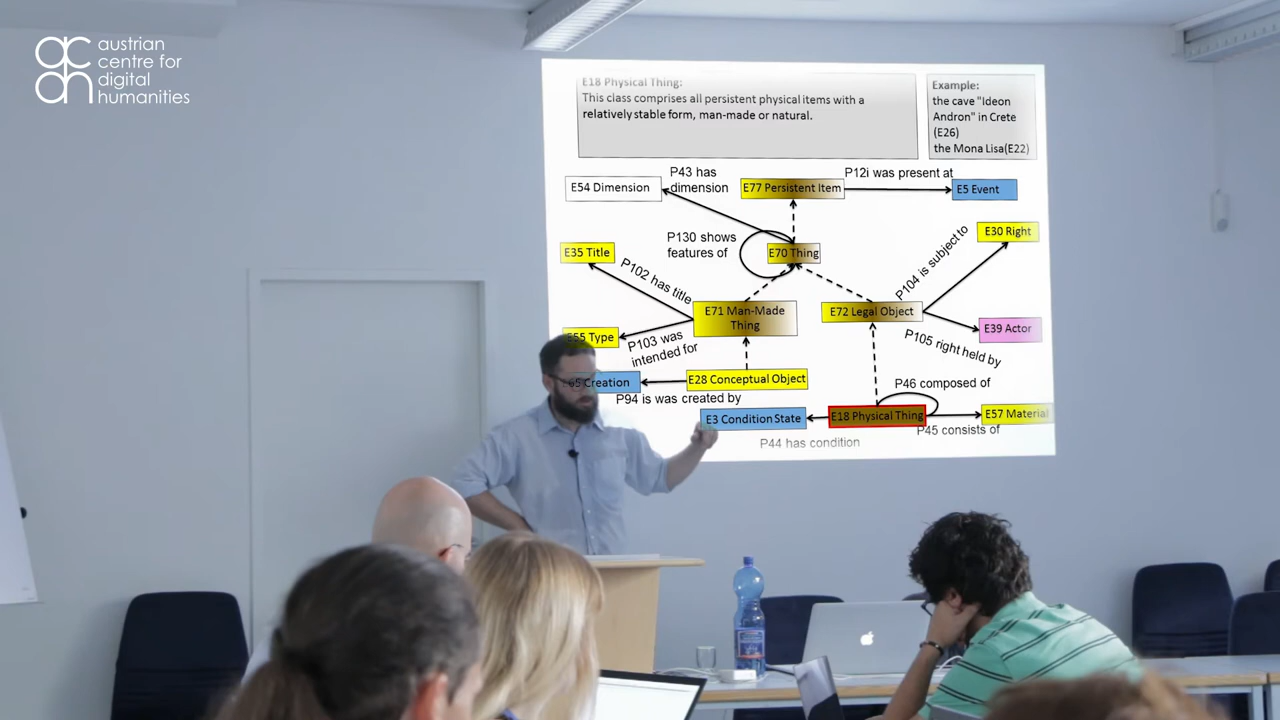 austrian
centre for
digital
humanities
E18 Physical Thing:
This class comprises all persistent physical items with a
relatively stable form, man-made or natural.
Example:
the cave "Ideon
Andron" in Crete
(E26)
the Mona Lisa(E22)
P43 has
dimension
P12i was present at
E54 Dimension
E77 Persistent Item
E5 Event
P130 shows
features of
E30 Right
E35 Title
E70 Thing
P102 has title
P104 is subject to
E71 Man-Made
Thing
E72 Legal Object
E39 Actor
E55 Type
P103 was
intended for
P105 right held by
E65 Creation
E28 Conceptual Object
P46 composed of
P94 is was created by
E3 Condition State
E18 Physical Thing
E57 Material
P45 consists of
P44 has condition